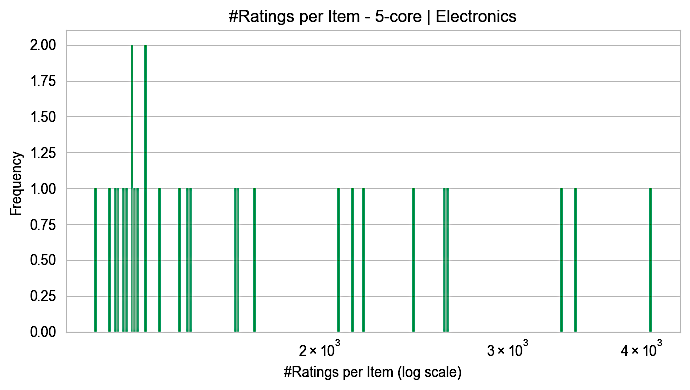 #Ratings per Item - 5-core | Electronics
Frequency
2.00
1.75
1.50
1.25
1.00
0.75
0.50
0.25
0.00
2 × 10³
3 × 10³
4 × 10³
#Ratings per Item (log scale)